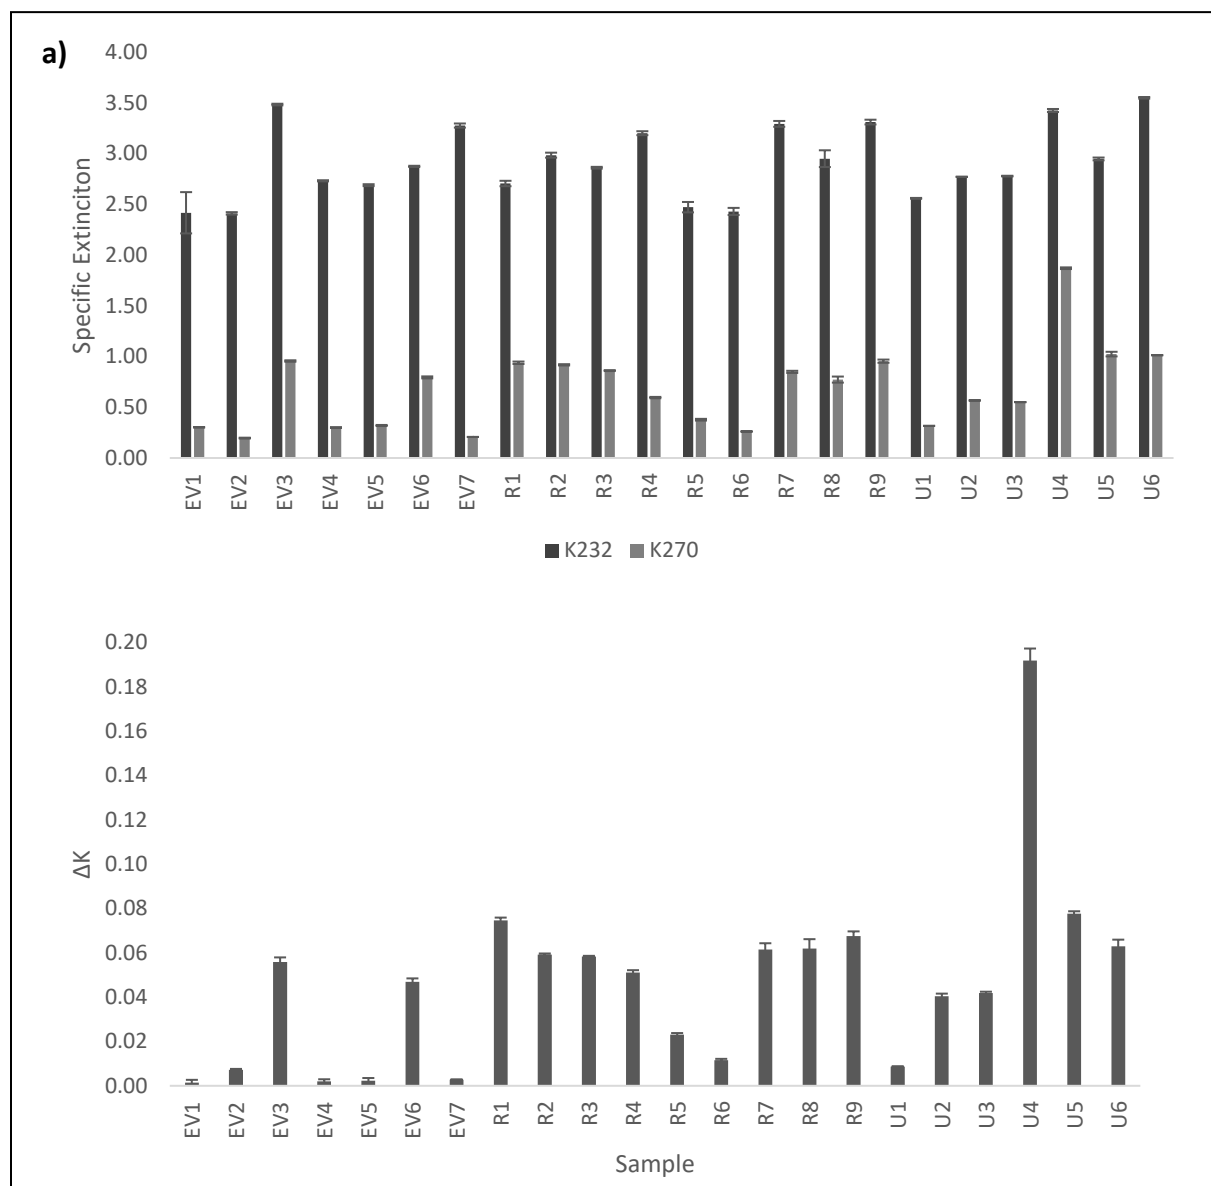 a)
Specific Extinciton
4.00
3.50
3.00
2.50
2.00
1.50
1.00
0.50
0.00
EV1 EV2 EV3 EV4 EV5 EV6 EV7 R1 R2 R3 R4 R5 R6 R7 R8 R9 U1 U2 U3 U4 U5 U6
K232 K270
ΔK
0.20
0.18
0.16
0.14
0.12
0.10
0.08
0.06
0.04
0.02
0.00
EV1 EV2 EV3 EV4 EV5 EV6 EV7 R1 R2 R3 R4 R5 R6 R7 R8 R9 U1 U2 U3 U4 U5 U6
Sample